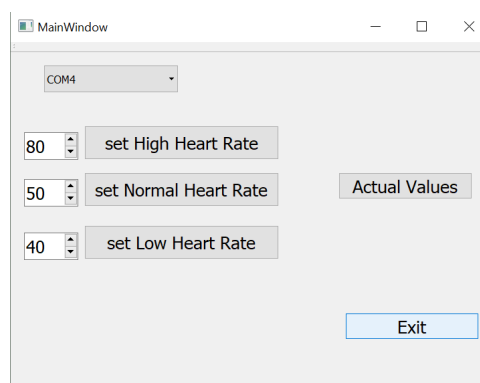 MainWindow
COM4
80 set High Heart Rate
50 set Normal Heart Rate
Actual Values
40 set Low Heart Rate
Exit